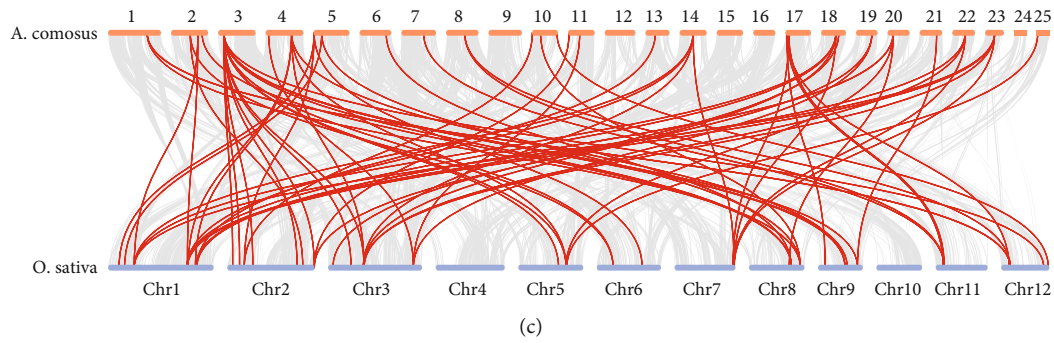 1 2 3 4 5 6 7 8 9 10 11 12 13 14 15 16 17 18 19 20 21 22 23 24 25
A. comosus
O. sativa
Chr1 Chr2 Chr3 Chr4 Chr5 Chr6 Chr7 Chr8 Chr9 Chr10 Chr11 Chr12
(c)